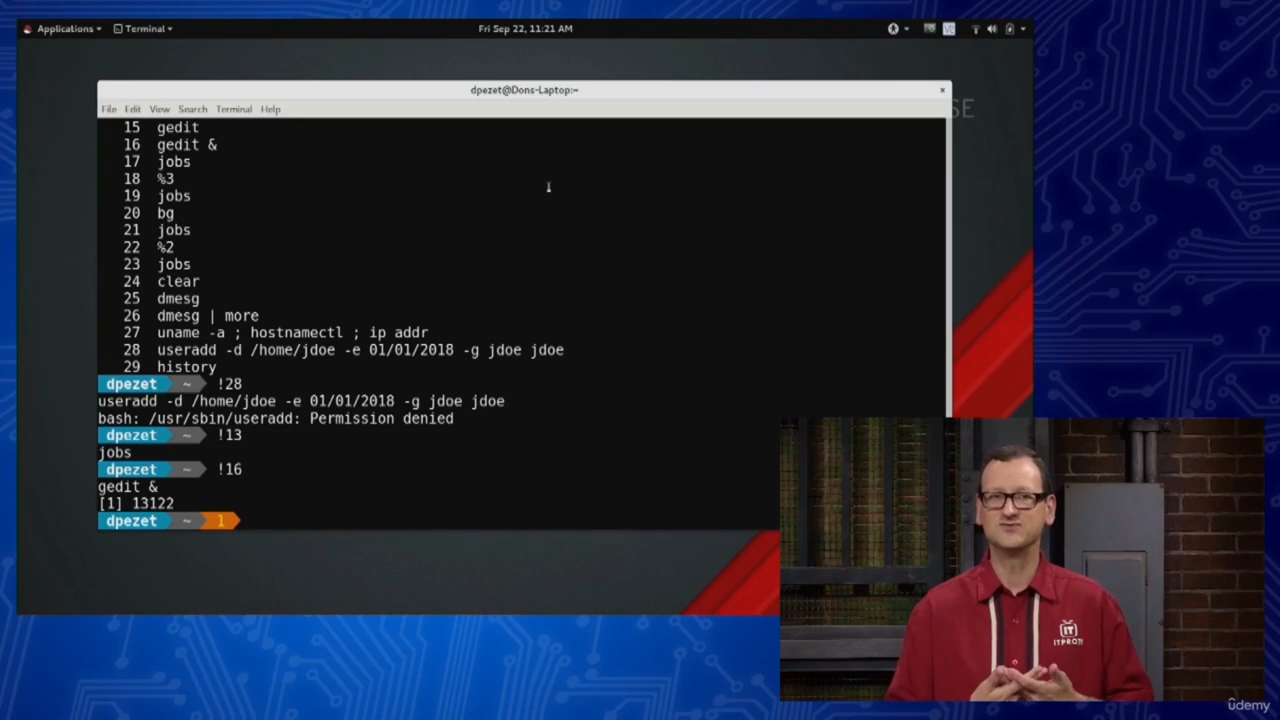 Applications Terminal Fri Sep 22, 11:21 AM
dpezet@Dons-Laptop:~ ×
File Edit View Search Terminal Help
SE
15 gedit
16 gedit &
17 jobs
18 %3
19 jobs
20 bg
21 jobs
22 %2
23 jobs
24 clear
25 dmesg
26 dmesg | more
27 uname -a ; hostnamectl ; ip addr
28 useradd -d /home/jdoe -e 01/01/2018 -g jdoe jdoe
29 history
dpezet ~ !28
useradd -d /home/jdoe -e 01/01/2018 -g jdoe jdoe
bash: /usr/sbin/useradd: Permission denied
dpezet ~ !13
jobs
dpezet ~ !16
gedit &
[1] 13122
dpezet ~ 1
IT
ITPROTV
udemy